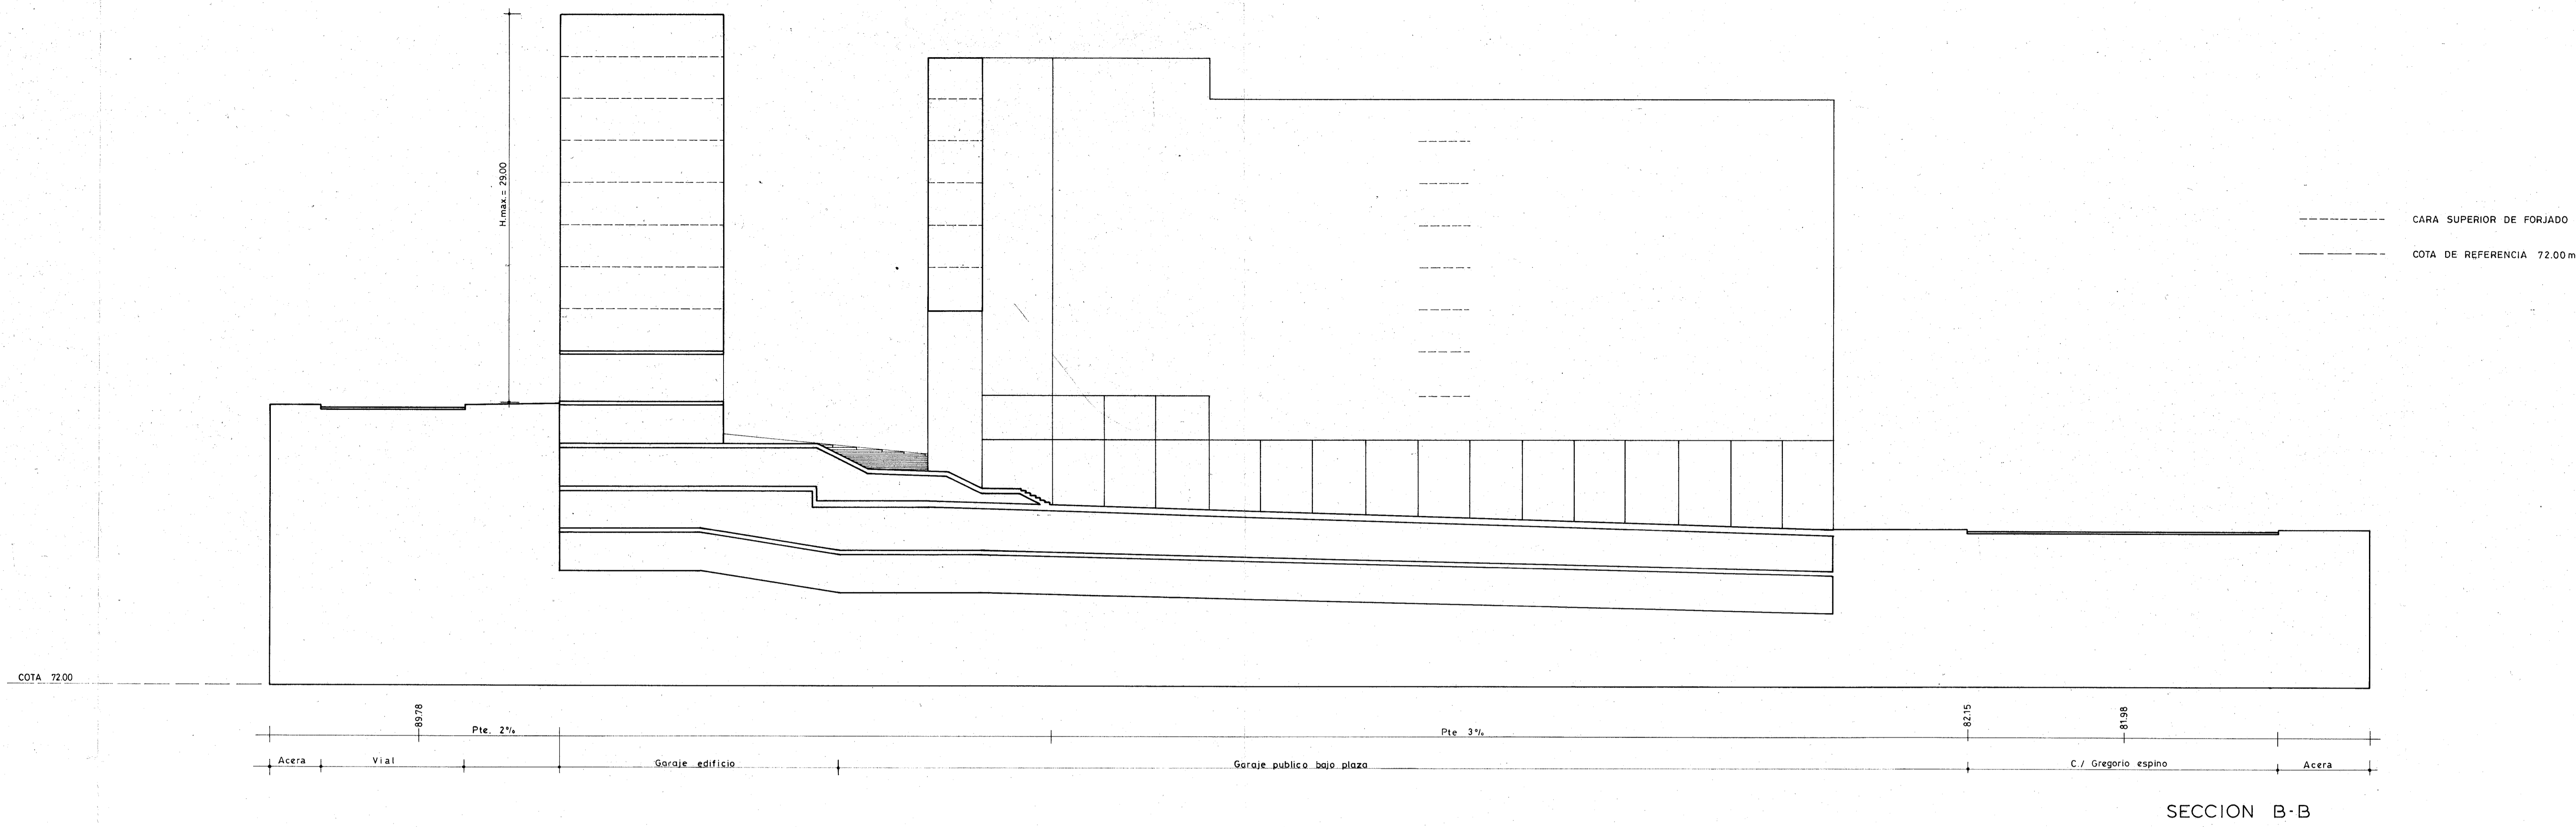 H.max.= 29.00
CARA SUPERIOR DE FORJADO
COTA DE REFERENCIA 72.00 m
COTA 72.00
89.78
82.15
81.98
Pte. 2%
Pte 3%
Acera
Vial
Garaje edificio
Garaje publico bajo plaza
C./ Gregorio espino
Acera
SECCION B-B